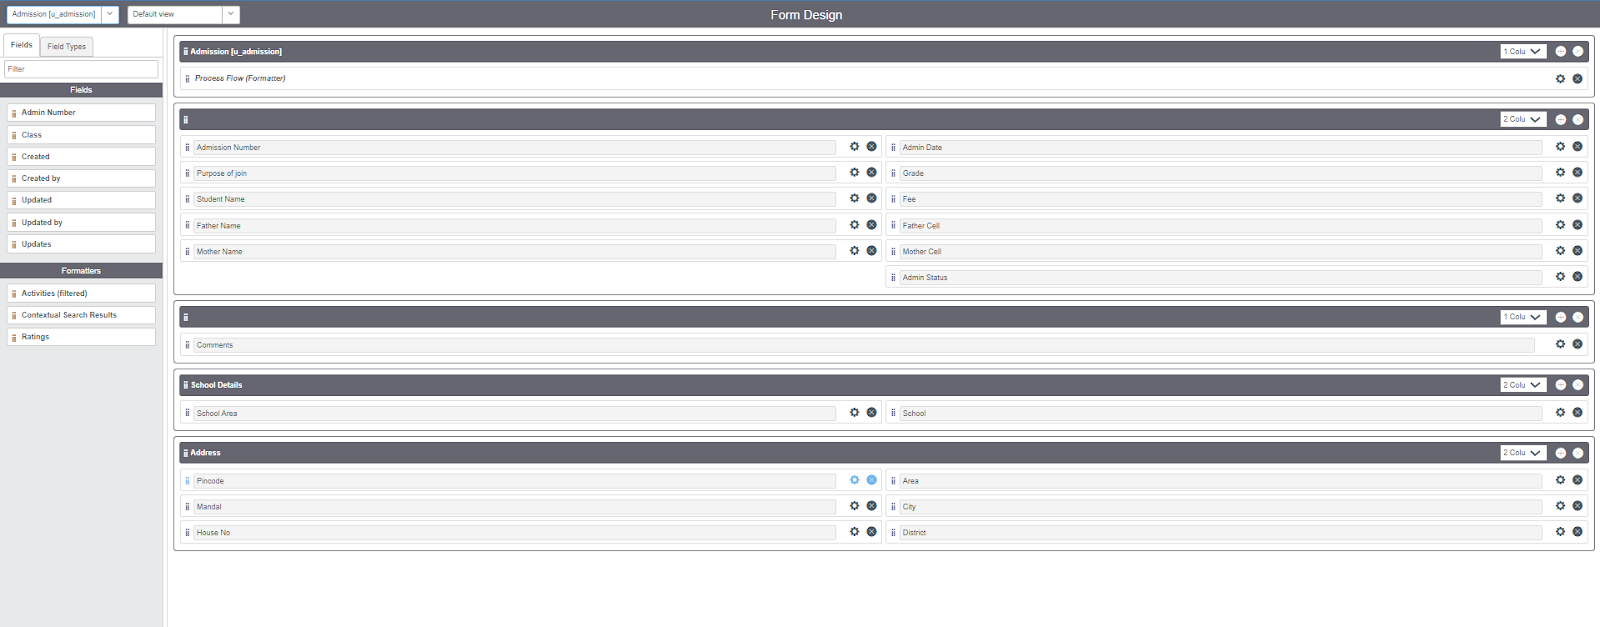 Admission [u_admission]
Default view
Form Design
Fields
Field Types
Filter
Fields
Admin Number
Class
Created
Created by
Updated
Updated by
Updates
Formatters
Activities (filtered)
Contextual Search Results
Ratings
Admission [u_admission]
1 Colu
Process Flow (Formatter)
2 Colu
Admission Number
Admin Date
Purpose of join
Grade
Student Name
Fee
Father Name
Father Cell
Mother Name
Mother Cell
Admin Status
1 Colu
Comments
School Details
2 Colu
School Area
School
Address
2 Colu
Pincode
Area
Mandal
City
House No
District